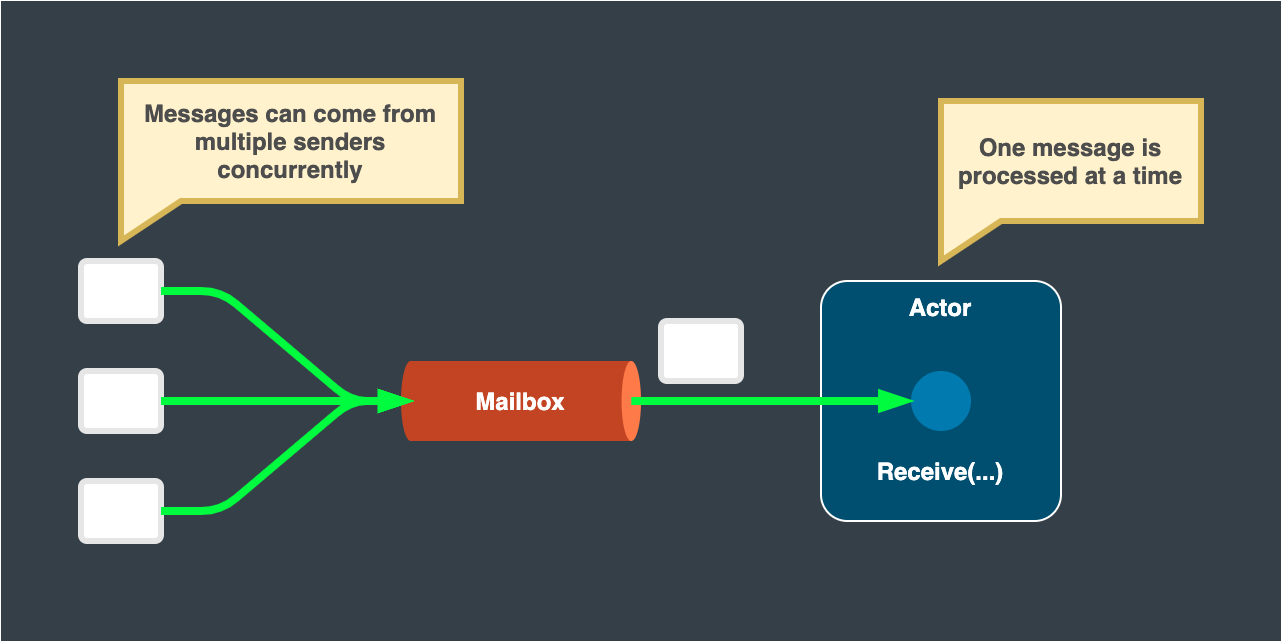 Messages can come from
multiple senders
concurrently
One message is
processed at a time
Actor
Mailbox
Receive(...)